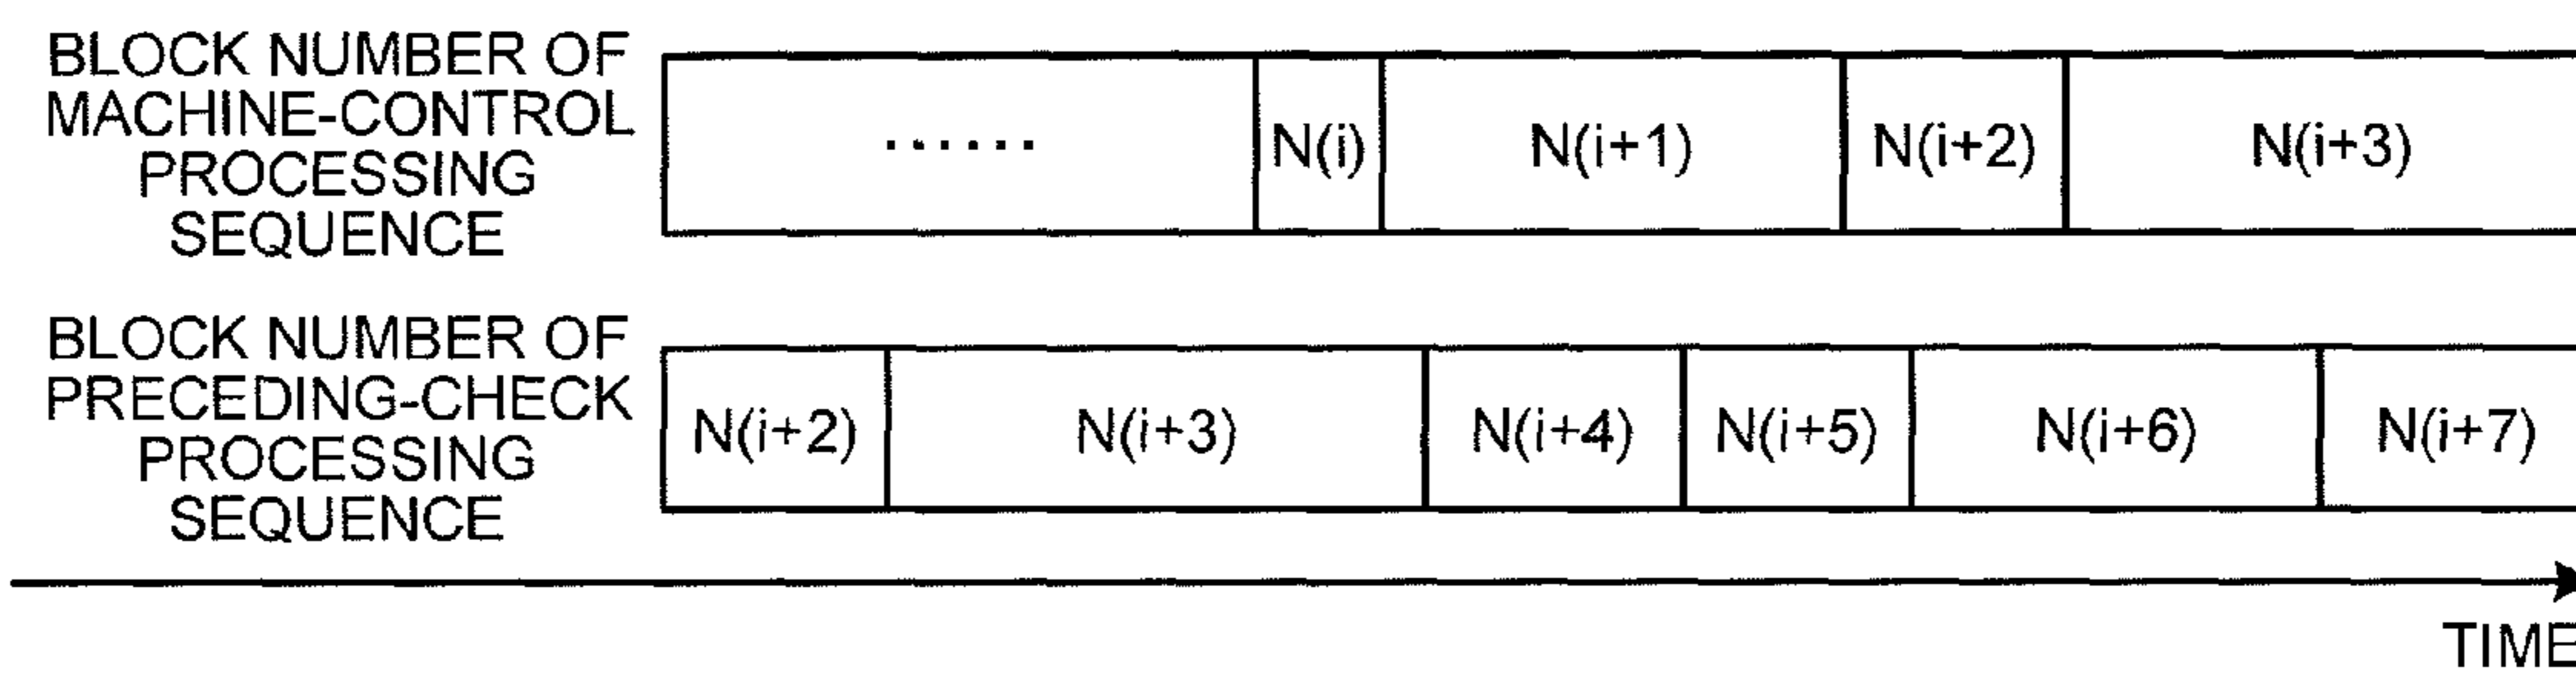 BLOCK NUMBER OF
MACHINE-CONTROL
PROCESSING
SEQUENCE
...... N(i) N(i+1) N(i+2) N(i+3)
BLOCK NUMBER OF
PRECEDING-CHECK
PROCESSING
SEQUENCE
N(i+2) N(i+3) N(i+4) N(i+5) N(i+6) N(i+7)
TIME